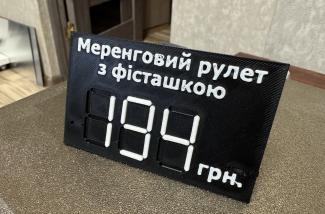 Меренговий рулет
з фісташкою
194 грн.